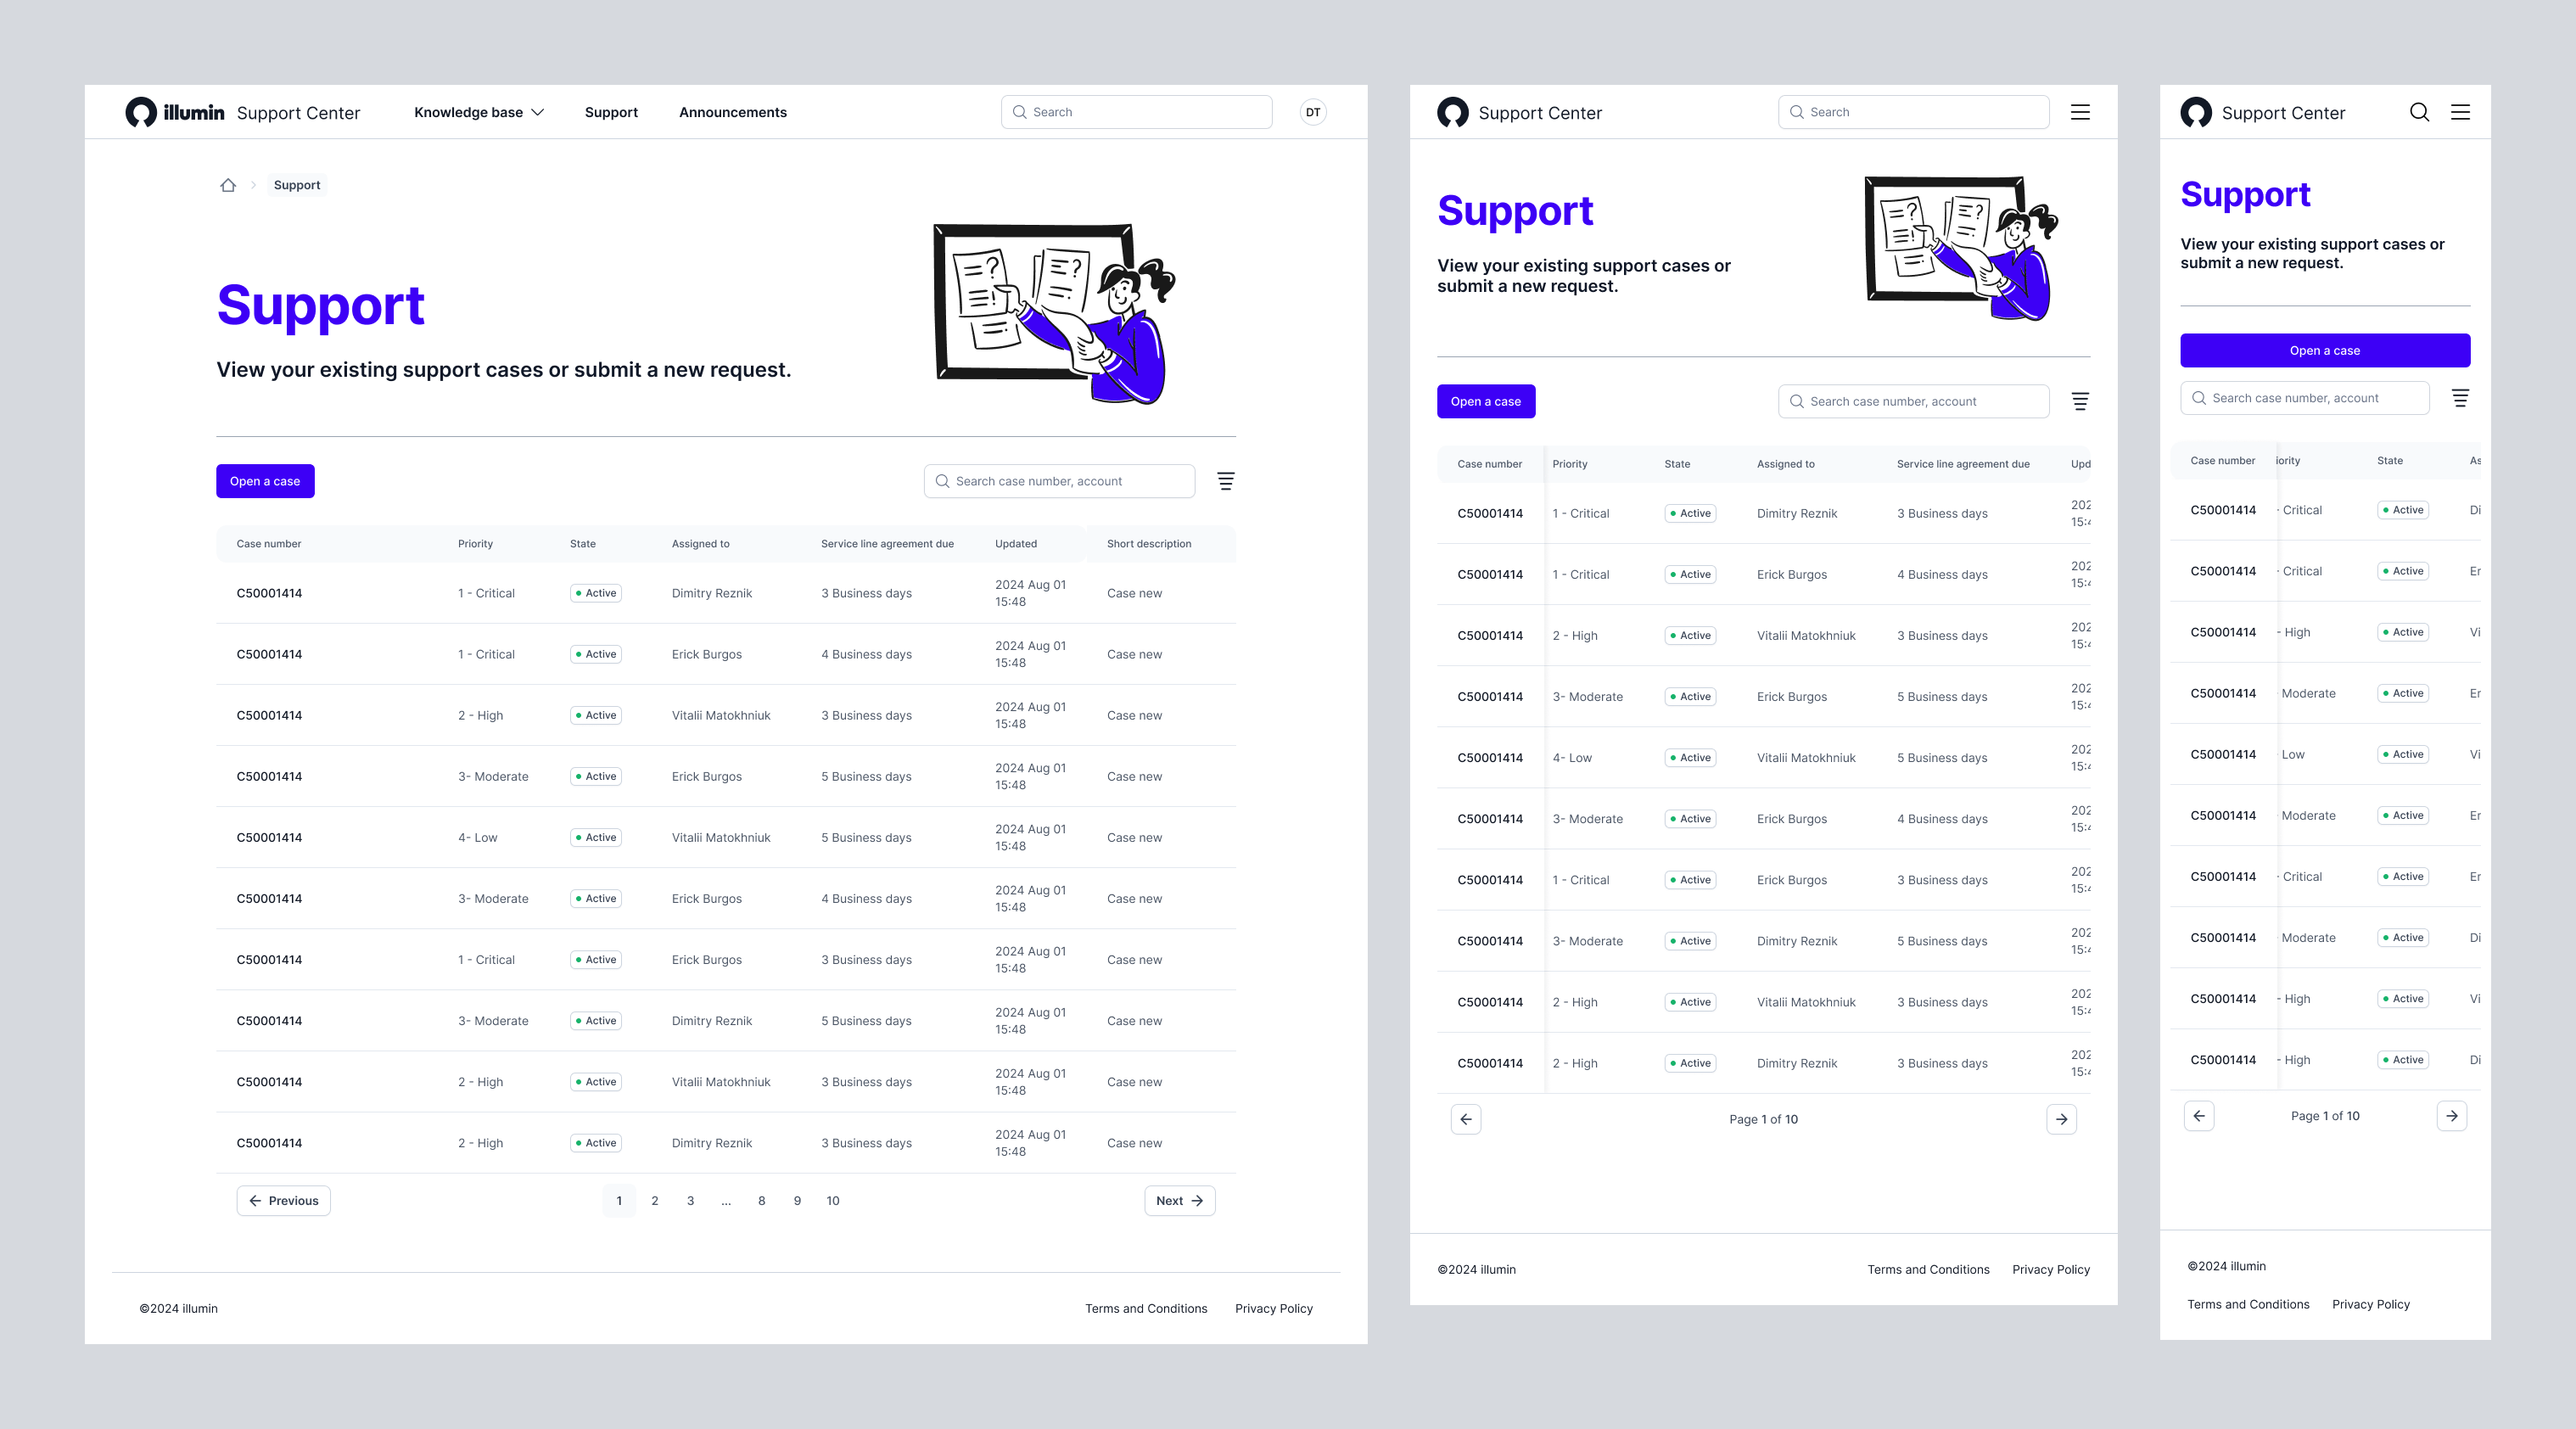 illumin Support Center Knowledge base Support Announcements Search DT
Support
Support
View your existing support cases or submit a new request.
Open a case Search case number, account
Case number Priority State Assigned to Service line agreement due Updated Short description
C50001414 1 - Critical Active Dimitry Reznik 3 Business days 2024 Aug 01 15:48 Case new
C50001414 1 - Critical Active Erick Burgos 4 Business days 2024 Aug 01 15:48 Case new
C50001414 2 - High Active Vitalii Matokhniuk 3 Business days 2024 Aug 01 15:48 Case new
C50001414 3- Moderate Active Erick Burgos 5 Business days 2024 Aug 01 15:48 Case new
C50001414 4- Low Active Vitalii Matokhniuk 5 Business days 2024 Aug 01 15:48 Case new
C50001414 3- Moderate Active Erick Burgos 4 Business days 2024 Aug 01 15:48 Case new
C50001414 1 - Critical Active Erick Burgos 3 Business days 2024 Aug 01 15:48 Case new
C50001414 3- Moderate Active Dimitry Reznik 5 Business days 2024 Aug 01 15:48 Case new
C50001414 2 - High Active Vitalii Matokhniuk 3 Business days 2024 Aug 01 15:48 Case new
C50001414 2 - High Active Dimitry Reznik 3 Business days 2024 Aug 01 15:48 Case new
Previous 1 2 3 ... 8 9 10 Next
©2024 illumin Terms and Conditions Privacy Policy
Support Center Search
Support
View your existing support cases or
submit a new request.
Open a case Search case number, account
Case number Priority State Assigned to Service line agreement due Upd
C50001414 1 - Critical Active Dimitry Reznik 3 Business days 202 15:4
C50001414 1 - Critical Active Erick Burgos 4 Business days 202 15:4
C50001414 2 - High Active Vitalii Matokhniuk 3 Business days 202 15:4
C50001414 3- Moderate Active Erick Burgos 5 Business days 202 15:4
C50001414 4- Low Active Vitalii Matokhniuk 5 Business days 202 15:4
C50001414 3- Moderate Active Erick Burgos 4 Business days 202 15:4
C50001414 1 - Critical Active Erick Burgos 3 Business days 202 15:4
C50001414 3- Moderate Active Dimitry Reznik 5 Business days 202 15:4
C50001414 2 - High Active Vitalii Matokhniuk 3 Business days 202 15:4
C50001414 2 - High Active Dimitry Reznik 3 Business days 202 15:4
Page 1 of 10
©2024 illumin Terms and Conditions Privacy Policy
Support Center
Support
View your existing support cases or
submit a new request.
Open a case
Search case number, account
Case number iority State As
C50001414 - Critical Active Di
C50001414 - Critical Active Er
C50001414 - High Active Vi
C50001414 Moderate Active Er
C50001414 Low Active Vi
C50001414 Moderate Active Er
C50001414 - Critical Active Er
C50001414 Moderate Active Di
C50001414 - High Active Vi
C50001414 - High Active Di
Page 1 of 10
©2024 illumin
Terms and Conditions Privacy Policy